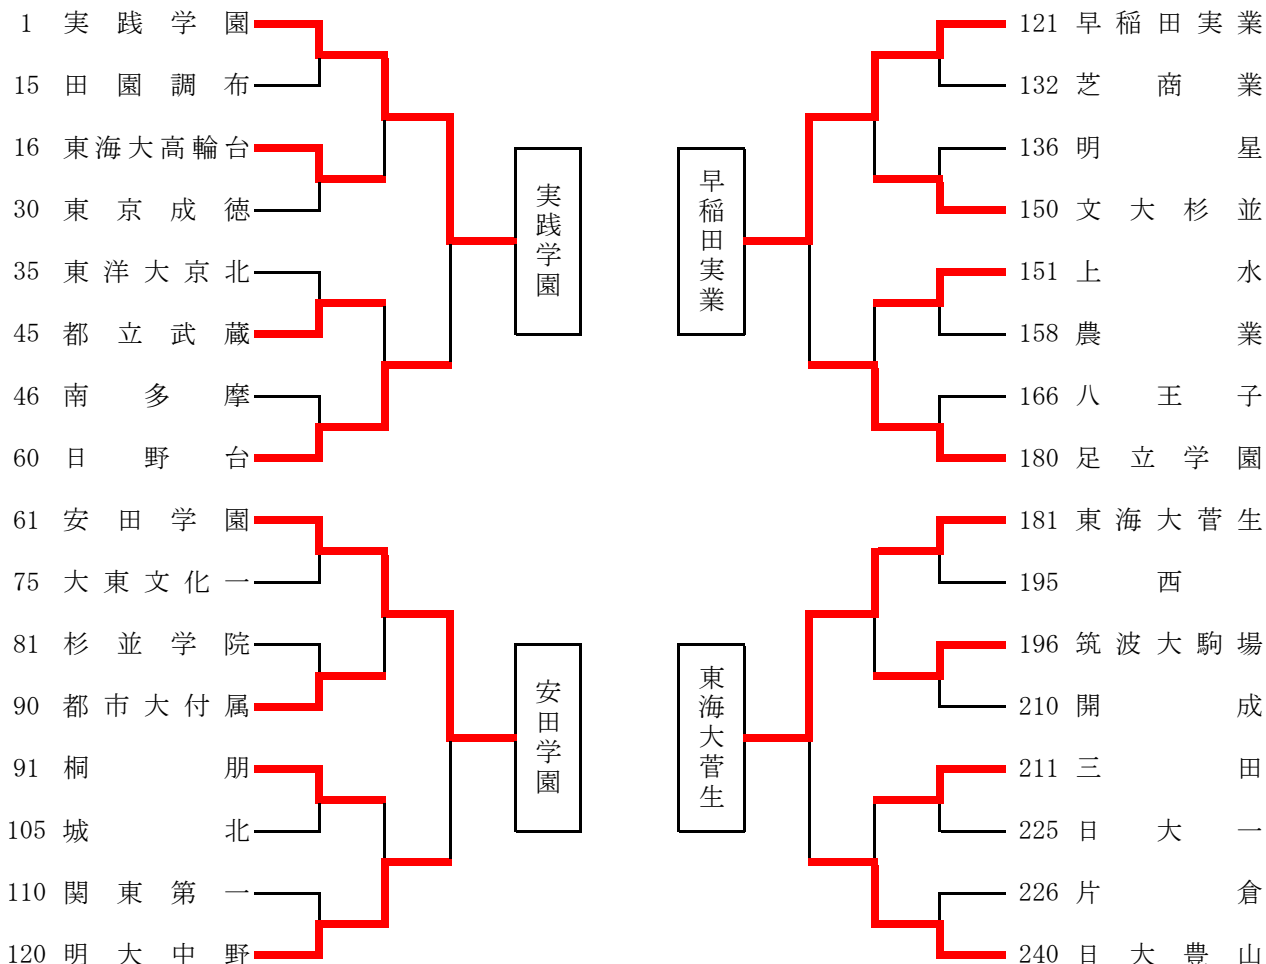 1 実践学園
15 田園調布
16 東海大高輪台
30 東京成徳
35 東洋大京北
45 都立武蔵
46 南多摩
60 日野台
61 安田学園
75 大東文化一
81 杉並学院
90 都市大付属
91 桐朋
105 城北
110 関東第一
120 明大中野
実践学園
安田学園
早稲田実業
東海大菅生
121 早稲田実業
132 芝商業
136 明星
150 文大杉並
151 上水
158 農業
166 八王子
180 足立学園
181 東海大菅生
195 西
196 筑波大駒場
210 開成
211 三田
225 日大一
226 片倉
240 日大豊山